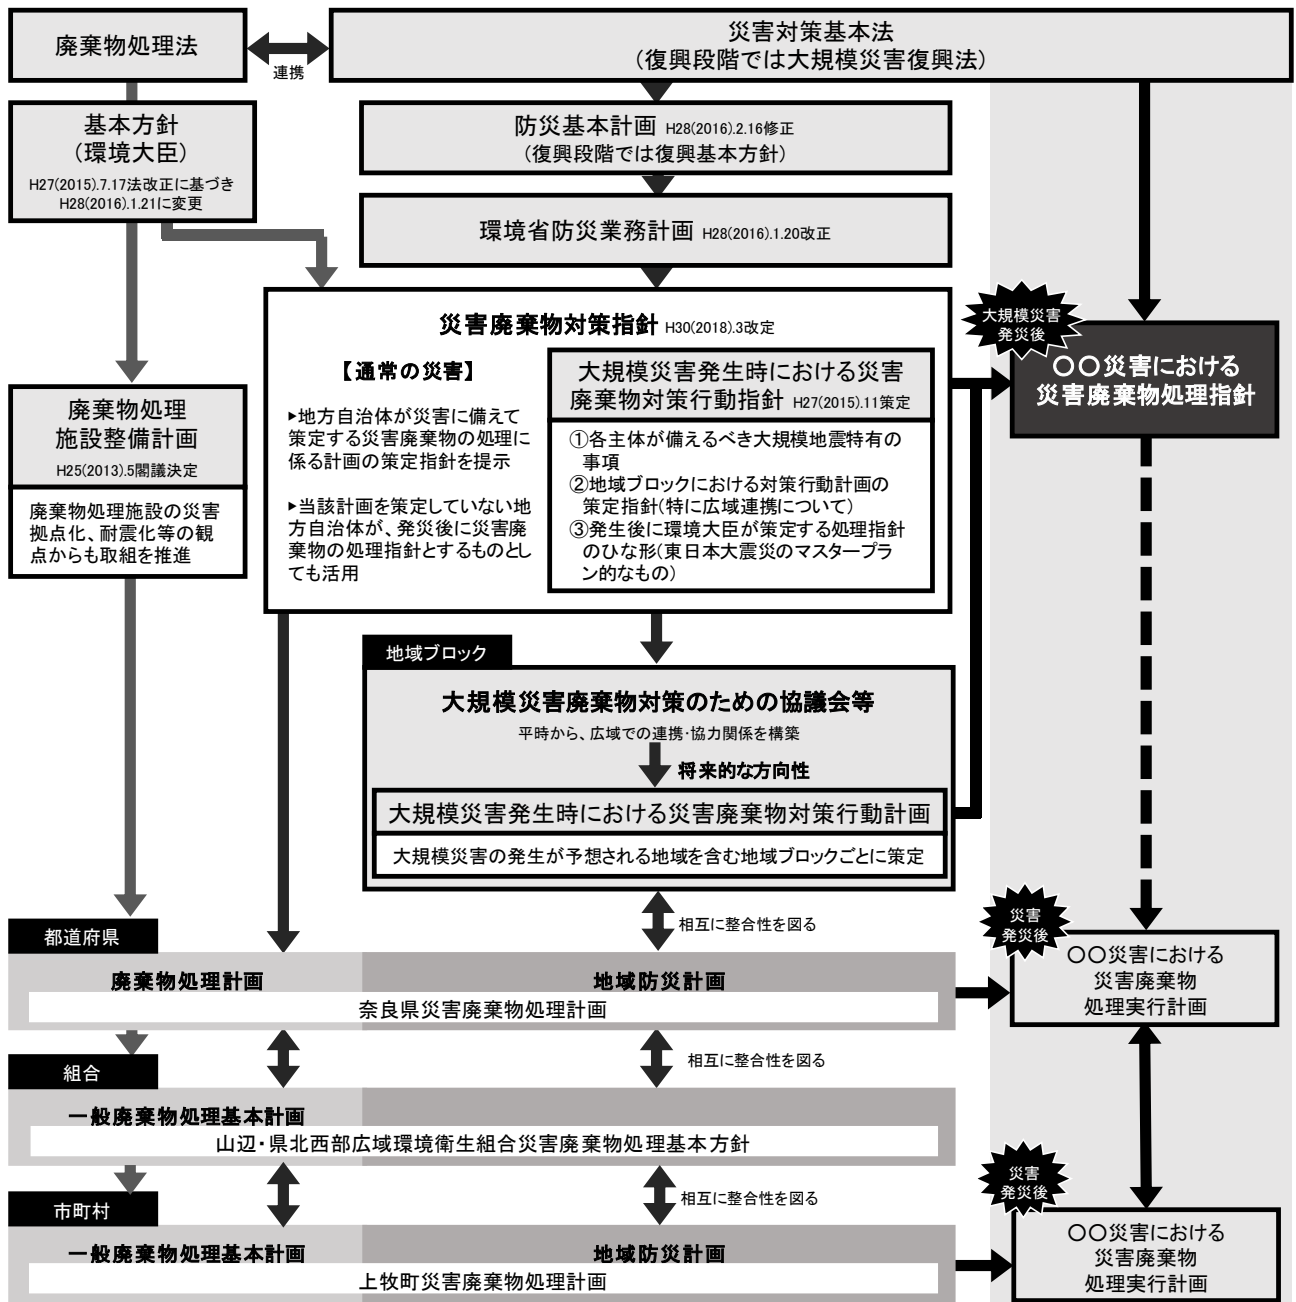 廃棄物処理法
連携
災害対策基本法
(復興段階では大規模災害復興法)
基本方針
(環境大臣)
H27(2015).7.17法改正に基づき
H28(2016).1.21に変更
防災基本計画 H28(2016).2.16修正
(復興段階では復興基本方針)
環境省防災業務計画 H28(2016).1.20改正
災害廃棄物対策指針 H30(2018).3改定
【通常の災害】
▶地方自治体が災害に備えて
策定する災害廃棄物の処理に
係る計画の策定指針を提示
▶当該計画を策定していない地
方自治体が、発災後に災害廃
棄物の処理指針とするものとし
ても活用
大規模災害発生時における災害
廃棄物対策行動指針 H27(2015).11策定
①各主体が備えるべき大規模地震特有の
事項
②地域ブロックにおける対策行動計画の
策定指針(特に広域連携について)
③発生後に環境大臣が策定する処理指針
のひな形(東日本大震災のマスタープラ
ン的なもの)
大規模災害
発災後
〇〇災害における
災害廃棄物処理指針
廃棄物処理
施設整備計画
H25(2013).5閣議決定
廃棄物処理施設の災害
拠点化、耐震化等の観
点からも取組を推進
地域ブロック
大規模災害廃棄物対策のための協議会等
平時から、広域での連携・協力関係を構築
将来的な方向性
大規模災害発生時における災害廃棄物対策行動計画
大規模災害の発生が予想される地域を含む地域ブロックごとに策定
相互に整合性を図る
都道府県
廃棄物処理計画
地域防災計画
奈良県災害廃棄物処理計画
災害
発災後
〇〇災害における
災害廃棄物
処理実行計画
相互に整合性を図る
組合
一般廃棄物処理基本計画
山辺・県北西部広域環境衛生組合災害廃棄物処理基本方針
相互に整合性を図る
市町村
一般廃棄物処理基本計画
地域防災計画
上牧町災害廃棄物処理計画
災害
発災後
〇〇災害における
災害廃棄物
処理実行計画